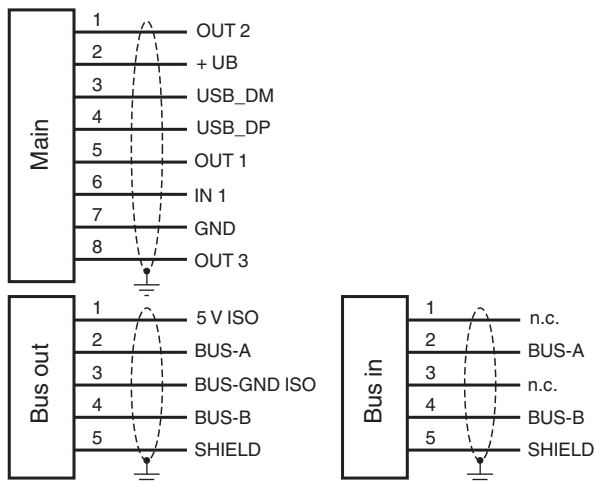 Main
1 OUT 2
2 + UB
3 USB_DM
4 USB_DP
5 OUT 1
6 IN 1
7 GND
8 OUT 3
Bus out
1 5 V ISO
2 BUS-A
3 BUS-GND ISO
4 BUS-B
5 SHIELD
Bus in
1 n.c.
2 BUS-A
3 n.c.
4 BUS-B
5 SHIELD